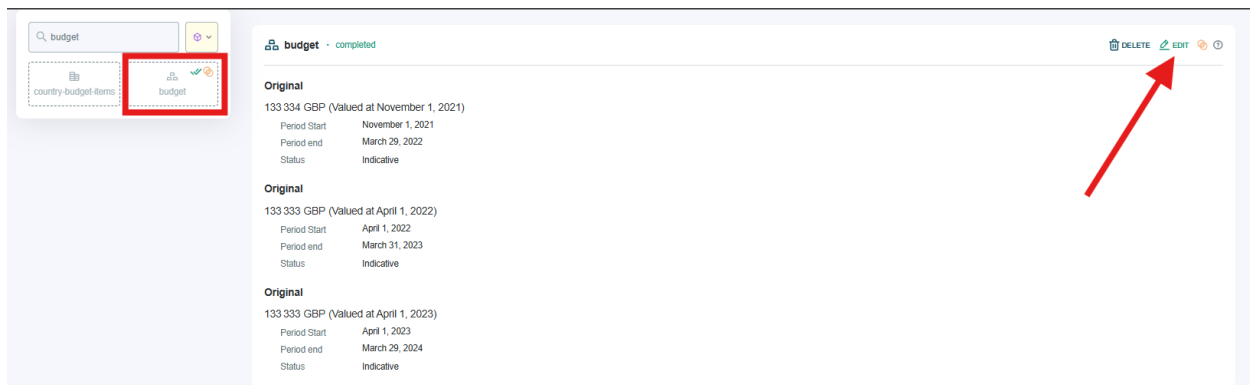 budget
country-budget-items
budget
budget · completed
DELETE EDIT
Original
133 334 GBP (Valued at November 1, 2021)
Period Start November 1, 2021
Period end March 29, 2022
Status Indicative
Original
133 333 GBP (Valued at April 1, 2022)
Period Start April 1, 2022
Period end March 31, 2023
Status Indicative
Original
133 333 GBP (Valued at April 1, 2023)
Period Start April 1, 2023
Period end March 29, 2024
Status Indicative